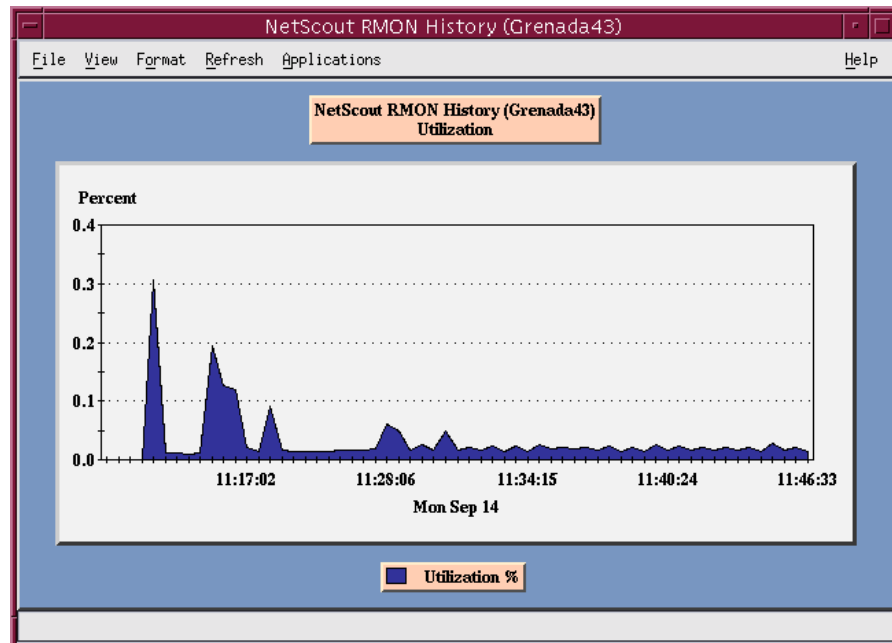 NetScout RMON History (Grenada43)
File View Format Refresh Applications Help
NetScout RMON History (Grenada43)
Utilization
Percent
0.4
0.3
0.2
0.1
0.0
11:17:02 11:28:06 11:34:15 11:40:24 11:46:33
Mon Sep 14
Utilization %